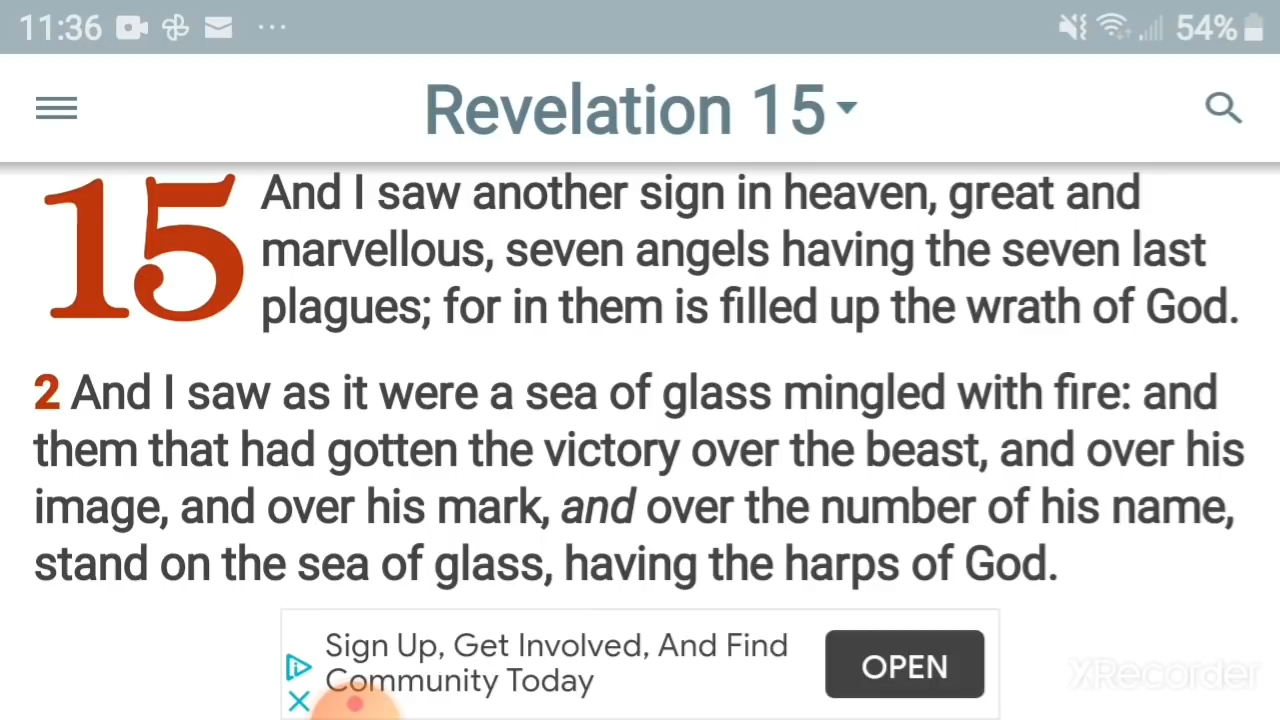 11:36 ... 54%
Revelation 15
15 And I saw another sign in heaven, great and
marvellous, seven angels having the seven last
plagues; for in them is filled up the wrath of God.
2 And I saw as it were a sea of glass mingled with fire: and
them that had gotten the victory over the beast, and over his
image, and over his mark, and over the number of his name,
stand on the sea of glass, having the harps of God.
Sign Up, Get Involved, And Find
Community Today
OPEN
XRecorder